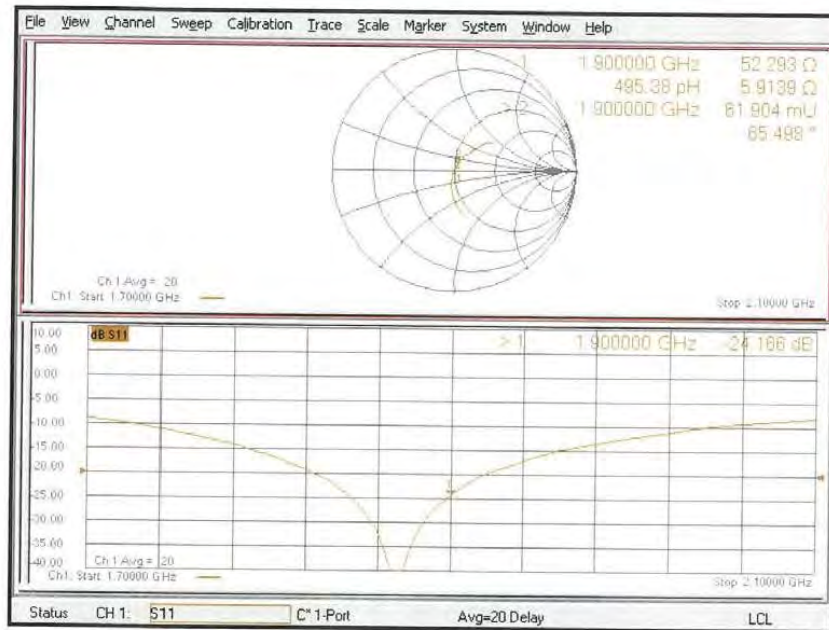 File View Channel Sweep Calibration Trace Scale Marker System Window Help
1 1.900000 GHz 52.293 Ω
495.38 pH 5.9139 Ω
> 2 1.900000 GHz 61.904 mU
65.498 °
Ch 1 Avg = 20
Ch1: Start 1.70000 GHz
Stop 2.10000 GHz
10.00 dB S11 > 1 1.900000 GHz -24.166 dB
5.00
0.00
-5.00
-10.00
-15.00
-20.00
-25.00
-30.00
-35.00
-40.00
1
Ch 1 Avg = 20
Ch1: Start 1.70000 GHz
Stop 2.10000 GHz
Status CH 1: S11 C* 1-Port Avg=20 Delay LCL